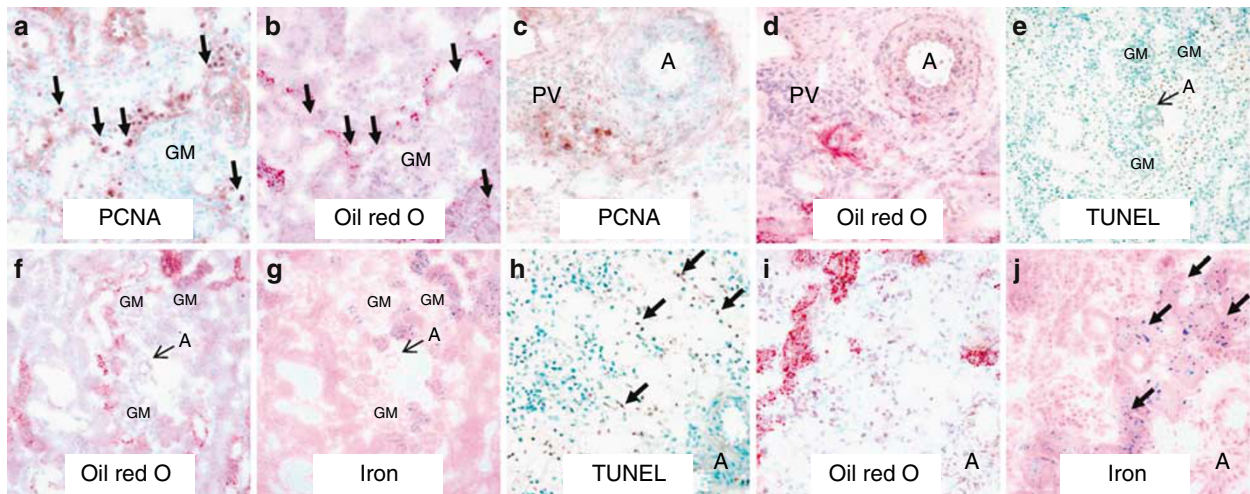 a
GM
PCNA
b
GM
Oil red O
c
A
PV
PCNA
d
A
PV
Oil red O
e
GM
GM
A
GM
TUNEL
f
GM
GM
A
GM
Oil red O
g
GM
GM
A
GM
Iron
h
A
TUNEL
i
A
Oil red O
j
A
Iron